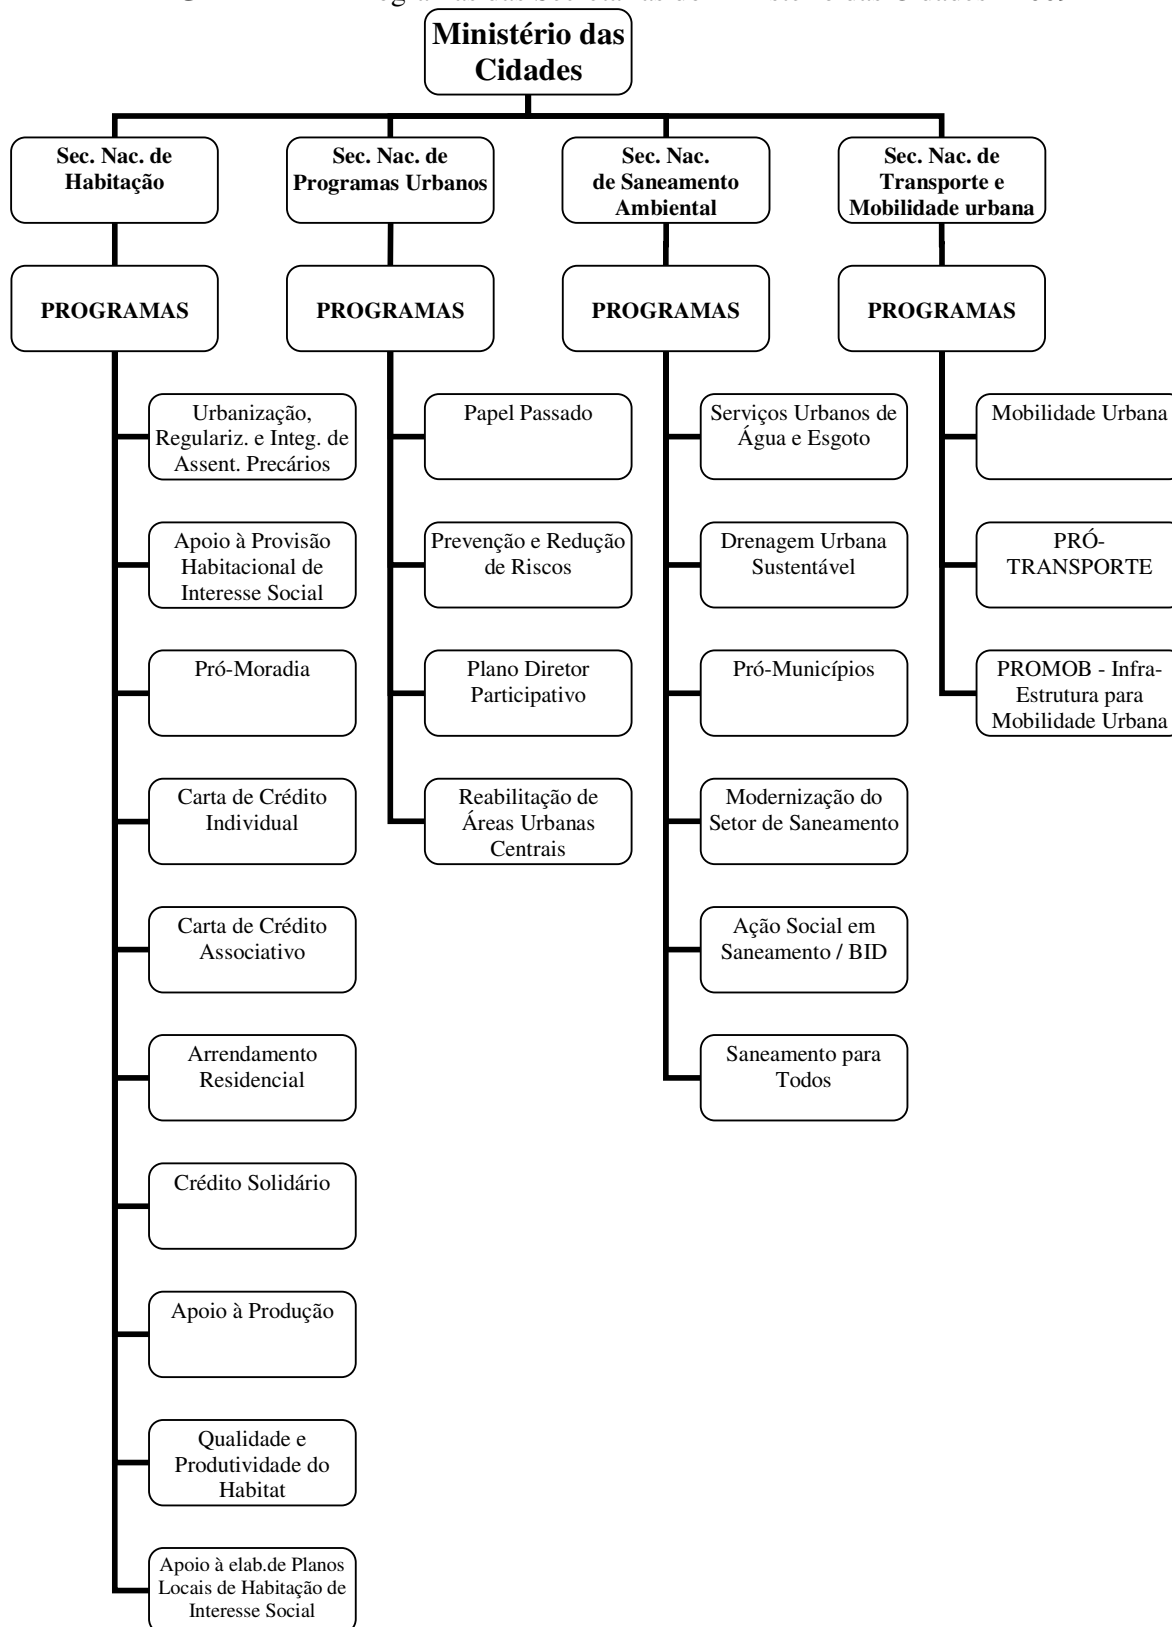 Ministério das
Cidades
Sec. Nac. de
Habitação
Sec. Nac. de
Programas Urbanos
Sec. Nac.
de Saneamento
Ambiental
Sec. Nac. de
Transporte e
Mobilidade urbana
PROGRAMAS
PROGRAMAS
PROGRAMAS
PROGRAMAS
Urbanização,
Regulariz. e Integ. de
Assent. Precários
Papel Passado
Serviços Urbanos de
Água e Esgoto
Mobilidade Urbana
Apoio à Provisão
Habitacional de
Interesse Social
Prevenção e Redução
de Riscos
Drenagem Urbana
Sustentável
PRÓ-
TRANSPORTE
Pró-Moradia
Plano Diretor
Participativo
Pró-Municípios
PROMOB - Infra-
Estrutura para
Mobilidade Urbana
Carta de Crédito
Individual
Reabilitação de
Áreas Urbanas
Centrais
Modernização do
Setor de Saneamento
Carta de Crédito
Associativo
Ação Social em
Saneamento / BID
Arrendamento
Residencial
Saneamento para
Todos
Crédito Solidário
Apoio à Produção
Qualidade e
Produtividade do
Habitat
Apoio à elab.de Planos
Locais de Habitação de
Interesse Social